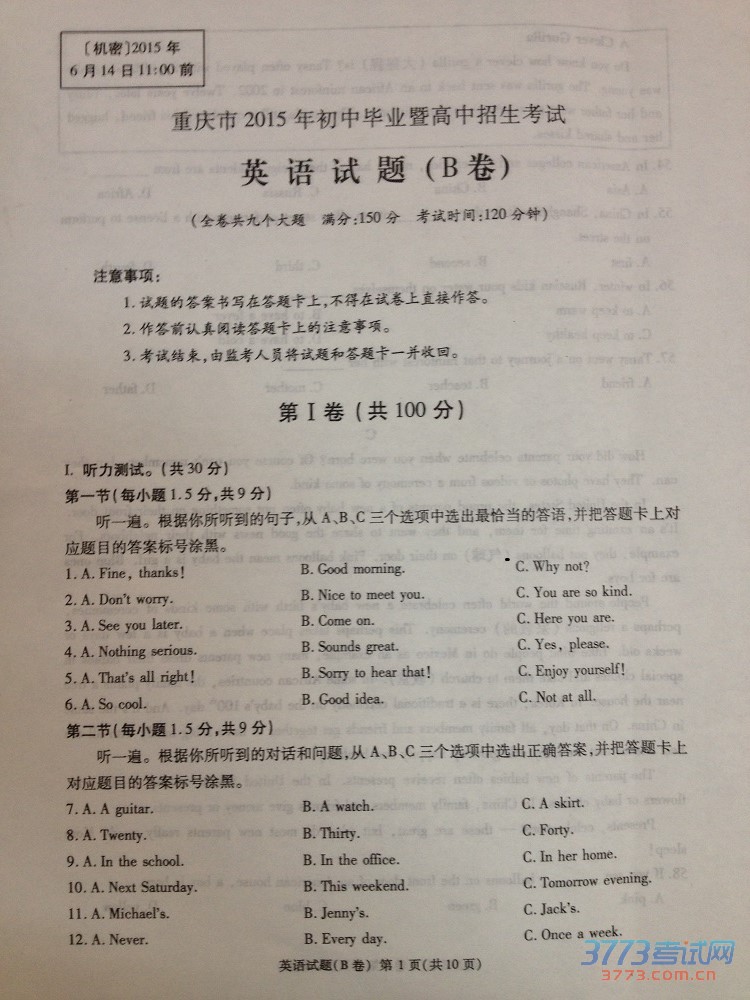 [机密]2015年
6月14日11:00前
重庆市2015年初中毕业暨高中招生考试
英语试题(B卷)
(全卷共九个大题 满分:150分 考试时间:120分钟)
注意事项:
1.试题的答案书写在答题卡上,不得在试卷上直接作答。
2.作答前认真阅读答题卡上的注意事项。
3.考试结束,由监考人员将试题和答题卡一并收回。
第Ⅰ卷(共100分)
I. 听力测试。(共30分)
第一节(每小题1.5分,共9分)
听一遍。根据你所听到的句子,从A、B、C三个选项中选出最恰当的答语,并把答题卡上对
应题目的答案标号涂黑。
1. A. Fine, thanks! B. Good morning. C. Why not?
2. A. Don't worry. B. Nice to meet you. C. You are so kind.
3. A. See you later. B. Come on. C. Here you are.
4. A. Nothing serious. B. Sounds great. C. Yes, please.
5. A. That's all right! B. Sorry to hear that! C. Enjoy yourself!
6. A. So cool. B. Good idea. C. Not at all.
第二节(每小题1.5分,共9分)
听一遍。根据你所听到的对话和问题,从A、B、C三个选项中选出正确答案,并把答题卡上
对应题目的答案标号涂黑。
7. A. A guitar. B. A watch. C. A skirt.
8. A. Twenty. B. Thirty. C. Forty.
9. A. In the school. B. In the office. C. In her home.
10. A. Next Saturday. B. This weekend. C. Tomorrow evening.
11. A. Michael's. B. Jenny's. C. Jack's.
12. A. Never. B. Every day. C. Once a week.
英语试题(B卷) 第1页(共10页)
3773考试网
3773.com.cn